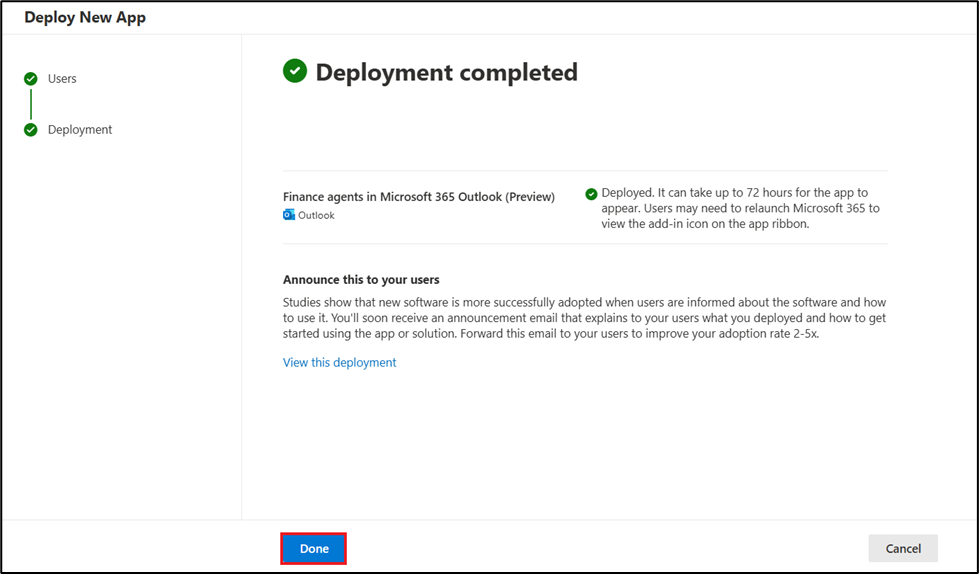 Deploy New App
Users
Deployment
Deployment completed
Finance agents in Microsoft 365 Outlook (Preview)
Outlook
Deployed. It can take up to 72 hours for the app to
appear. Users may need to relaunch Microsoft 365 to
view the add-in icon on the app ribbon.
Announce this to your users
Studies show that new software is more successfully adopted when users are informed about the software and how
to use it. You'll soon receive an announcement email that explains to your users what you deployed and how to get
started using the app or solution. Forward this email to your users to improve your adoption rate 2-5x.
View this deployment
Done
Cancel